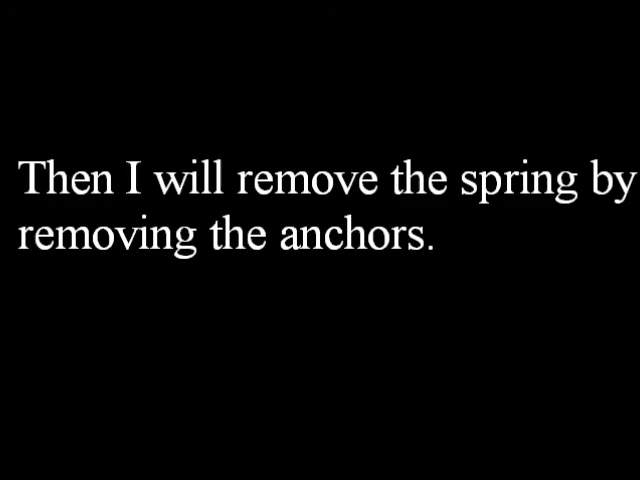 Then I will remove the spring by
removing the anchors.